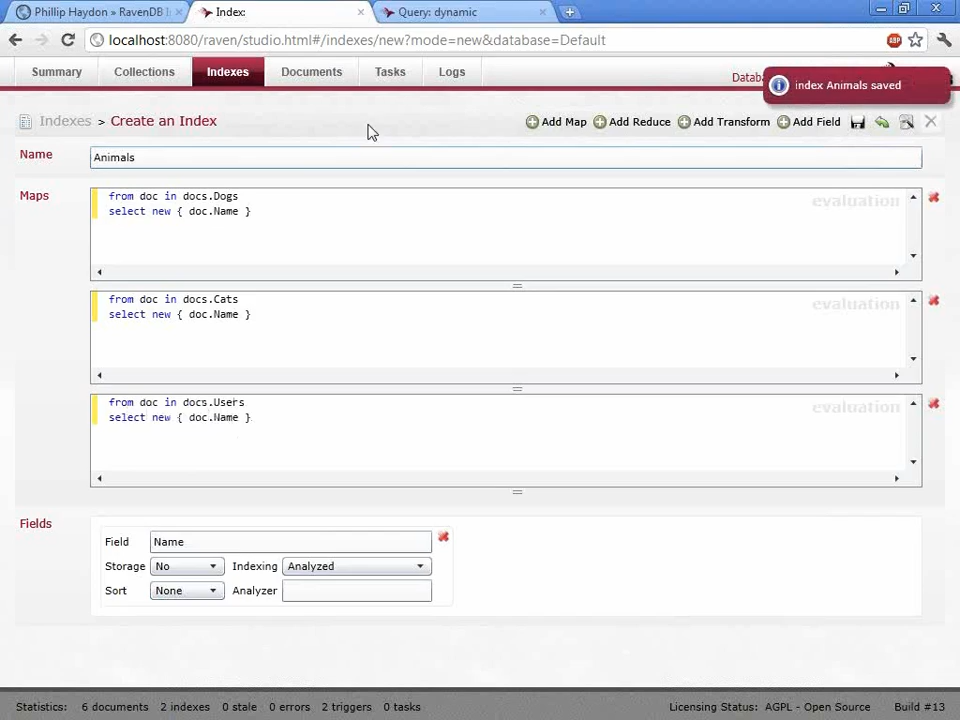 Phillip Haydon » RavenDB I
Index:
Query: dynamic
localhost:8080/raven/studio.html#/indexes/new?mode=new&database=Default
ABP
Summary
Collections
Indexes
Documents
Tasks
Logs
Databa
index Animals saved
Indexes > Create an Index
Add Map
Add Reduce
Add Transform
Add Field
Name
Animals
Maps
from doc in docs.Dogs
select new { doc.Name }
evaluation
from doc in docs.Cats
select new { doc.Name }
evaluation
from doc in docs.Users
select new { doc.Name }
evaluation
Fields
Field
Name
Storage
No
Indexing
Analyzed
Sort
None
Analyzer
Statistics: 6 documents 2 indexes 0 stale 0 errors 2 triggers 0 tasks
Licensing Status: AGPL - Open Source
Build #13